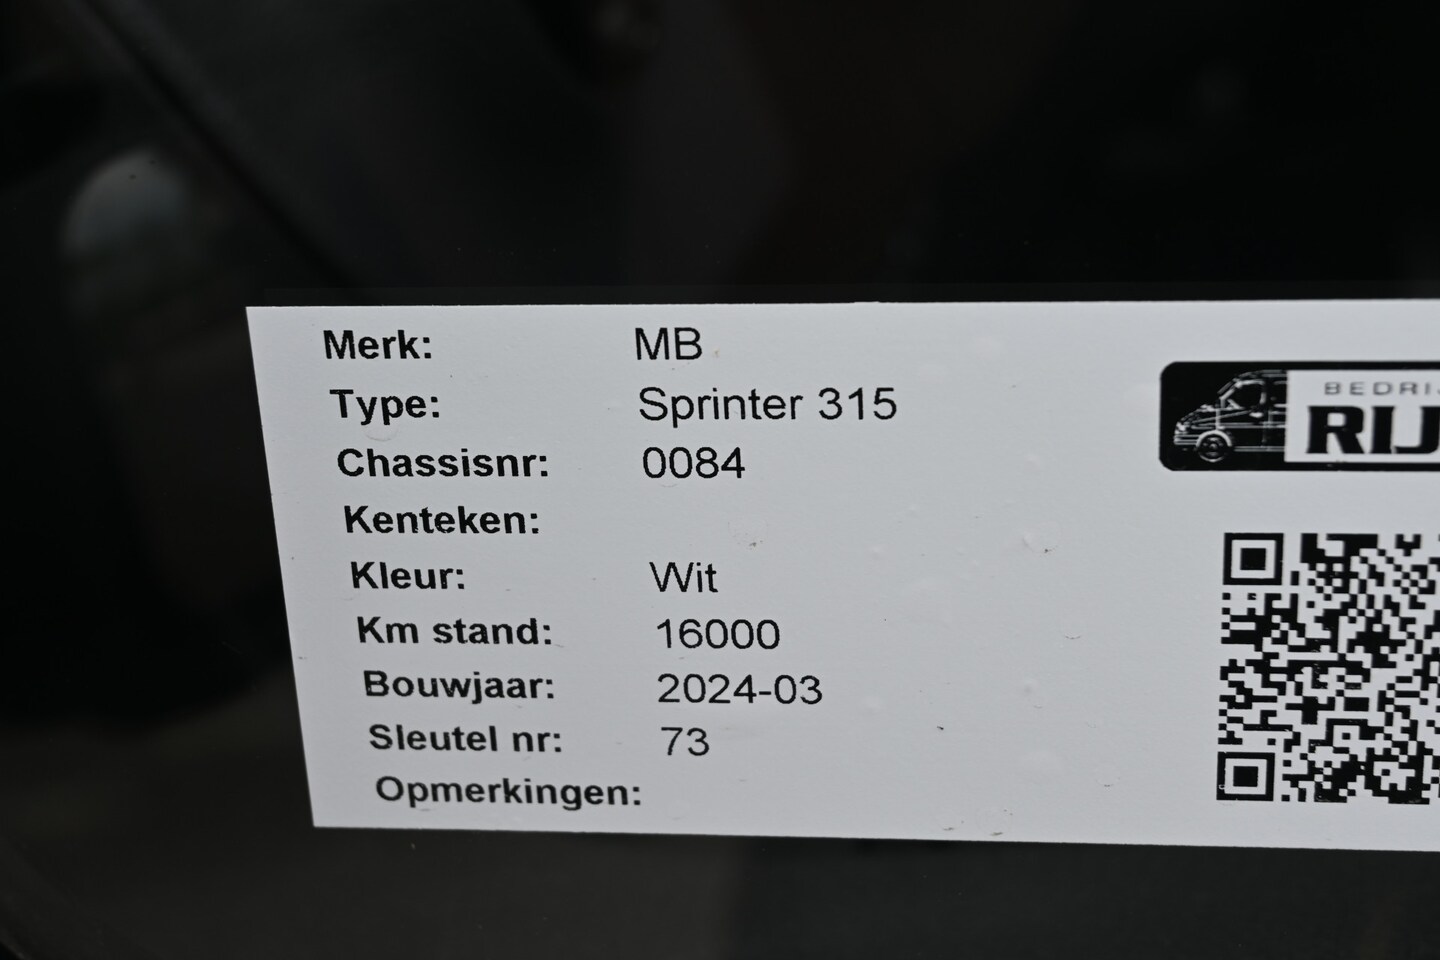 Merk: MB
Type: Sprinter 315
Chassisnr: 0084
Kenteken:
Kleur: Wit
Km stand: 16000
Bouwjaar: 2024-03
Sleutel nr: 73
Opmerkingen: